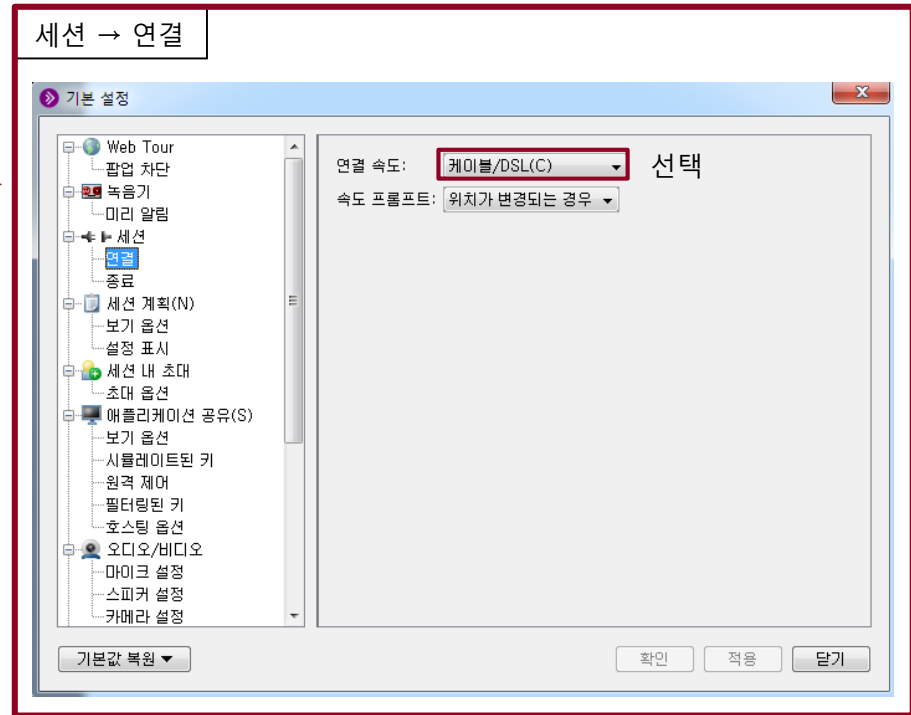 세션 → 연결
기본 설정
Web Tour
팝업 차단
녹음기
미리 알림
세션
연결
종료
세션 계획(N)
보기 옵션
설정 표시
세션 내 초대
초대 옵션
애플리케이션 공유(S)
보기 옵션
시뮬레이트된 키
원격 제어
필터링된 키
호스팅 옵션
오디오/비디오
마이크 설정
스피커 설정
카메라 설정
연결 속도: 케이블/DSL(C) 선택
속도 프롬프트: 위치가 변경되는 경우
기본값 복원 확인 적용 닫기